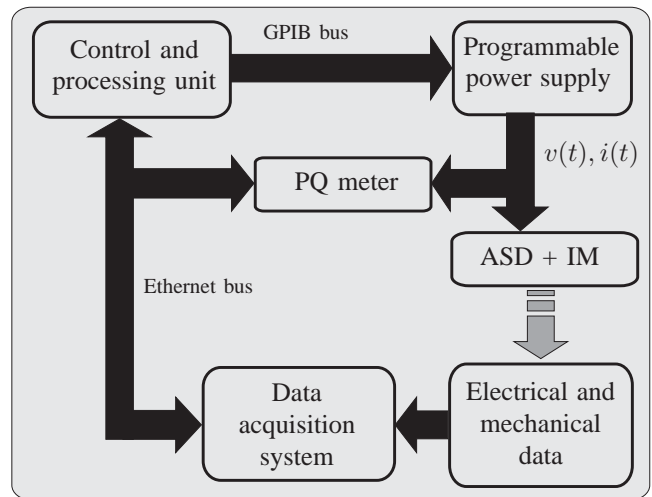 Control and
processing unit
GPIB bus
Programmable
power supply
v(t), i(t)
PQ meter
ASD + IM
Ethernet bus
Data
acquisition
system
Electrical and
mechanical
data